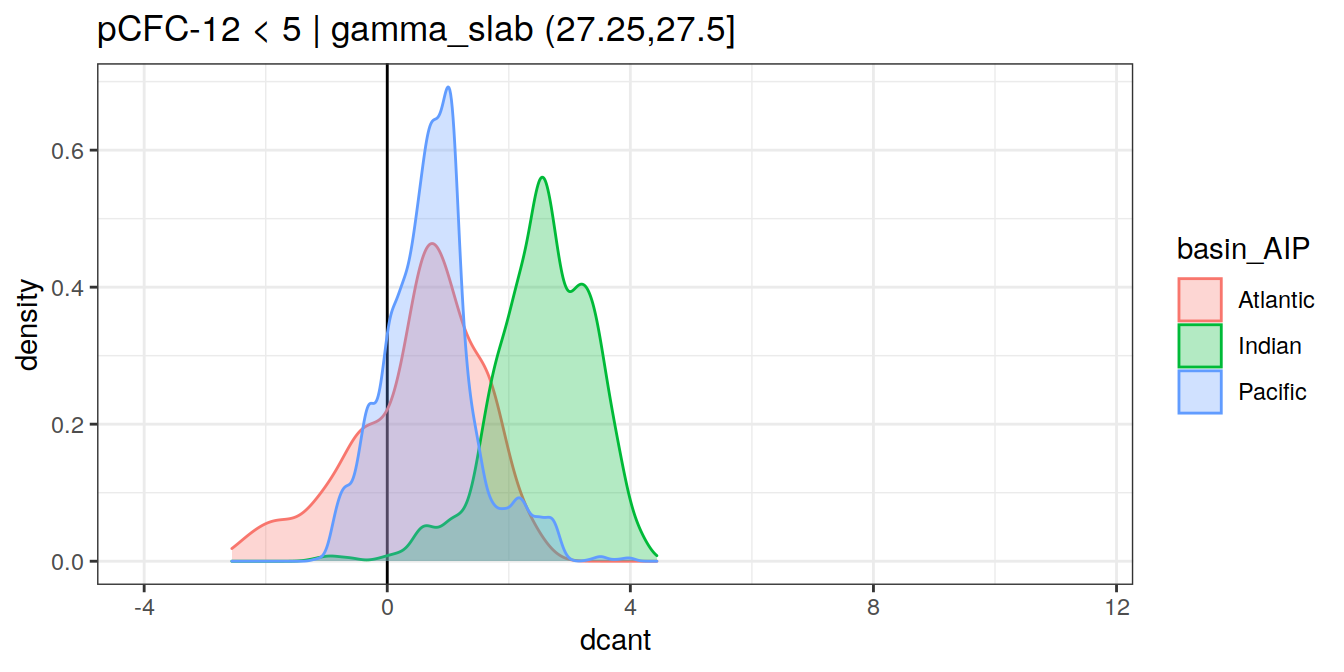 pCFC-12 < 5 | gamma_slab (27.25,27.5]
density
0.6
0.4
0.2
0.0
-4
0
4
8
12
dcant
basin_AIP
Atlantic
Indian
Pacific